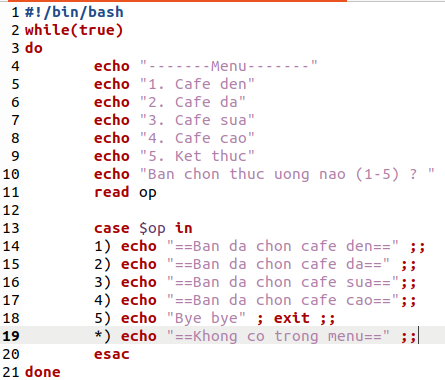 1 #!/bin/bash
2 while(true)
3 do
4 echo "-------Menu-------"
5 echo "1. Cafe den"
6 echo "2. Cafe da"
7 echo "3. Cafe sua"
8 echo "4. Cafe cao"
9 echo "5. Ket thuc"
10 echo "Ban chon thuc uong nao (1-5) ? "
11 read op
12
13 case $op in
14 1) echo "==Ban da chon cafe den==" ;;
15 2) echo "==Ban da chon cafe da==" ;;
16 3) echo "==Ban da chon cafe sua==";;
17 4) echo "==Ban da chon cafe cao==";;
18 5) echo "Bye bye" ; exit ;;
19 *) echo "==Khong co trong menu==" ;;
20 esac
21 done